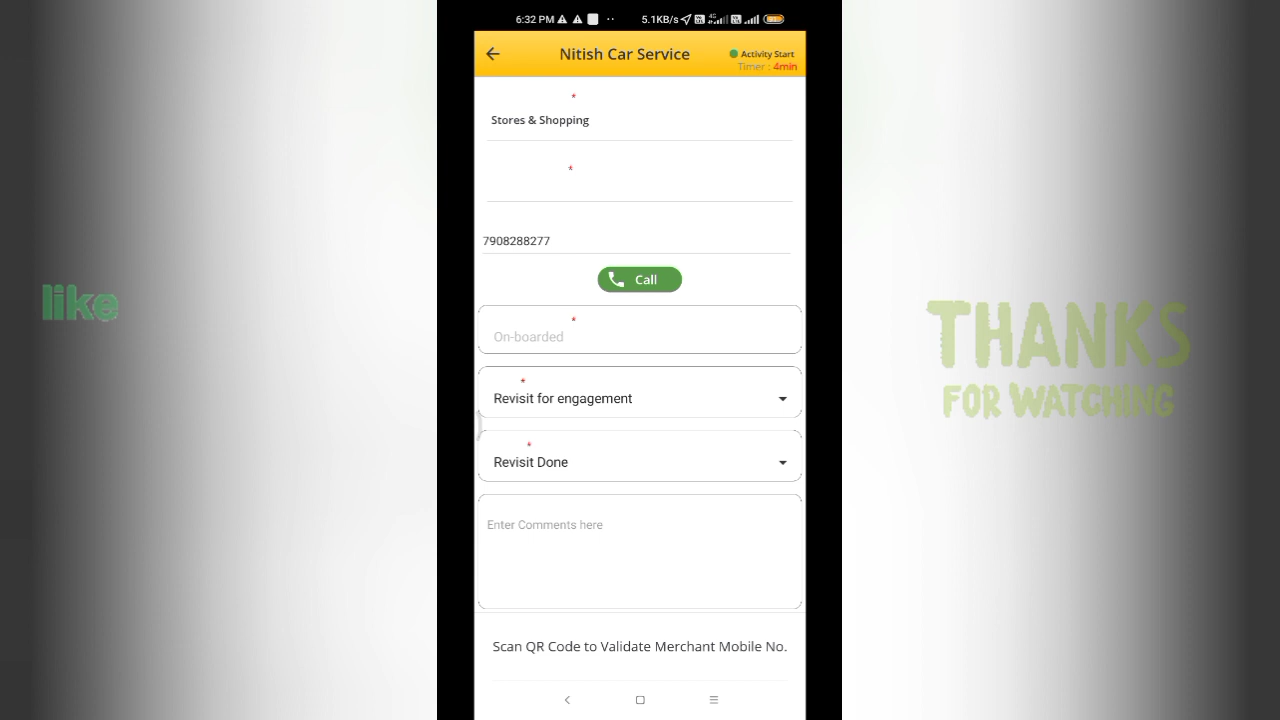 6:32 PM
5.1KB/s
Nitish Car Service
Activity Start
Timer : 4min
*
Stores & Shopping
*
7908288277
Call
*
On-boarded
*
Revisit for engagement
*
Revisit Done
Enter Comments here
Scan QR Code to Validate Merchant Mobile No.
like
THANKS
FOR WATCHING